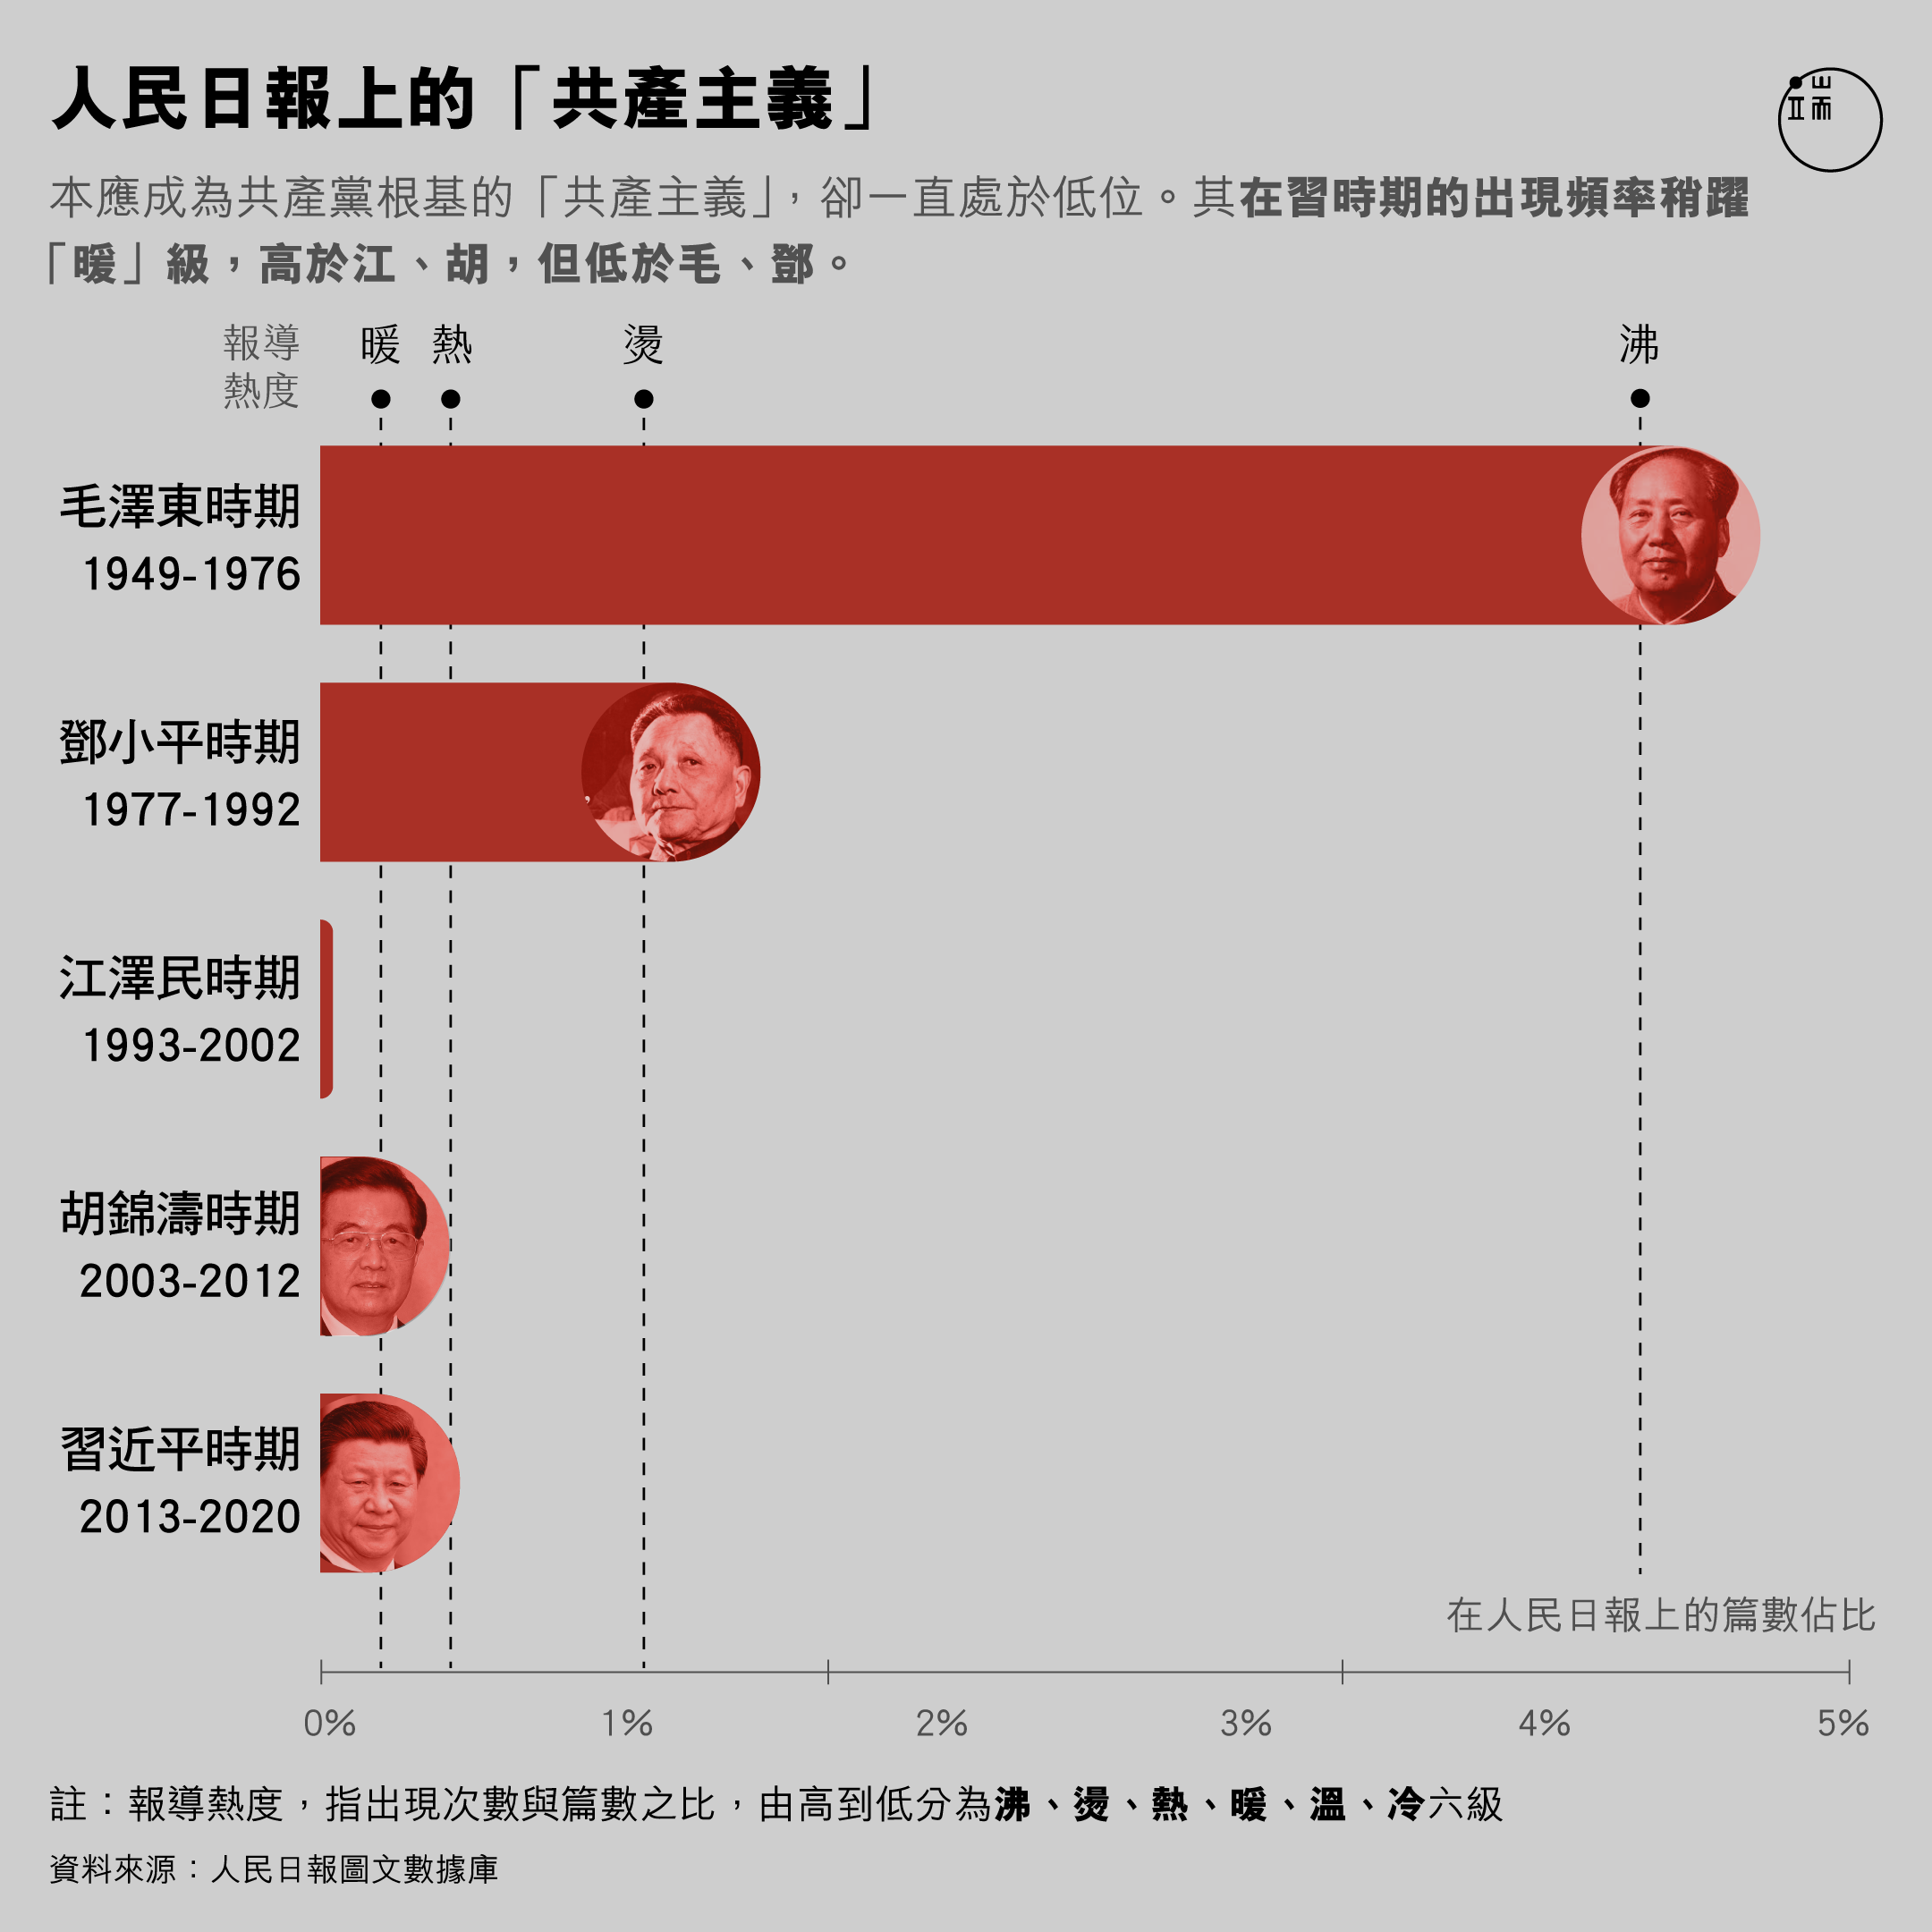 人民日報上的「共產主義」
端
本應成為共產黨根基的「共產主義」，卻一直處於低位。其在習時期的出現頻率稍躍
「暖」級，高於江、胡，但低於毛、鄧。
報導
熱度
暖 熱 燙 沸
毛澤東時期
1949-1976
鄧小平時期
1977-1992
江澤民時期
1993-2002
胡錦濤時期
2003-2012
習近平時期
2013-2020
在人民日報上的篇數佔比
0% 1% 2% 3% 4% 5%
註：報導熱度，指出現次數與篇數之比，由高到低分為沸、燙、熱、暖、溫、冷六級
資料來源：人民日報圖文數據庫